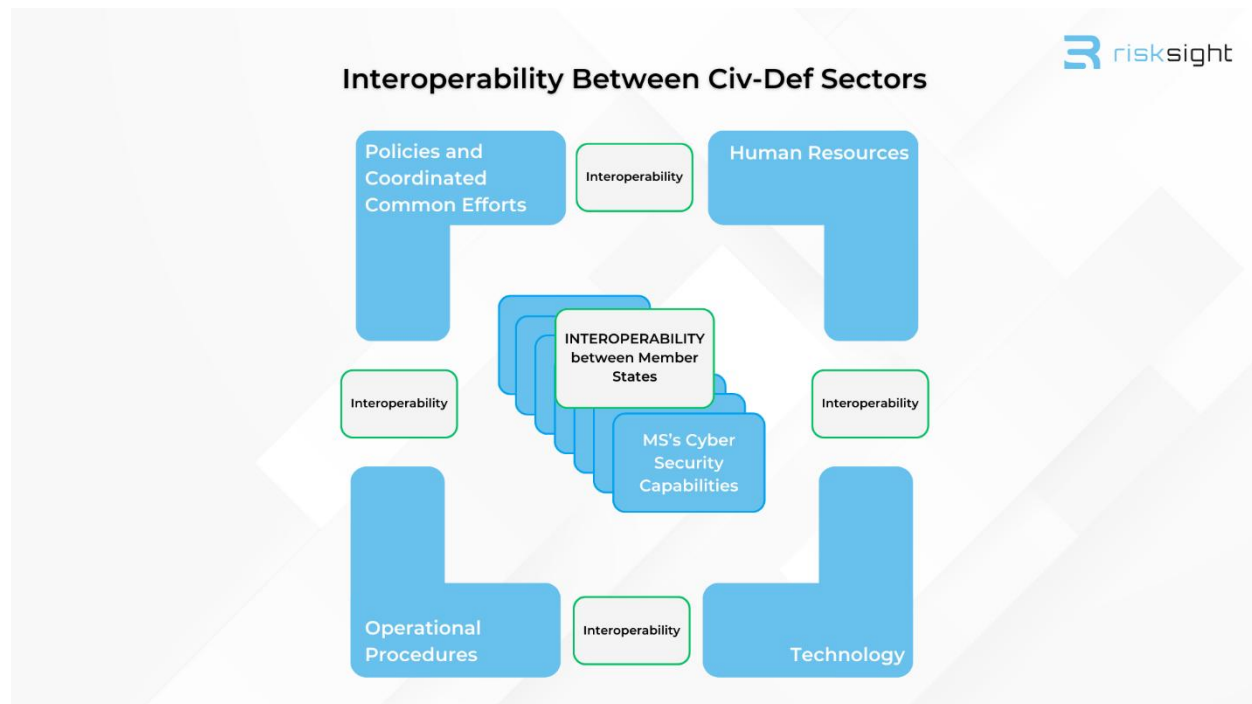 risksight
Interoperability Between Civ-Def Sectors
Policies and
Coordinated
Common Efforts
Interoperability
Human Resources
INTEROPERABILITY
between Member
States
Interoperability
Interoperability
MS's Cyber
Security
Capabilities
Operational
Procedures
Interoperability
Technology